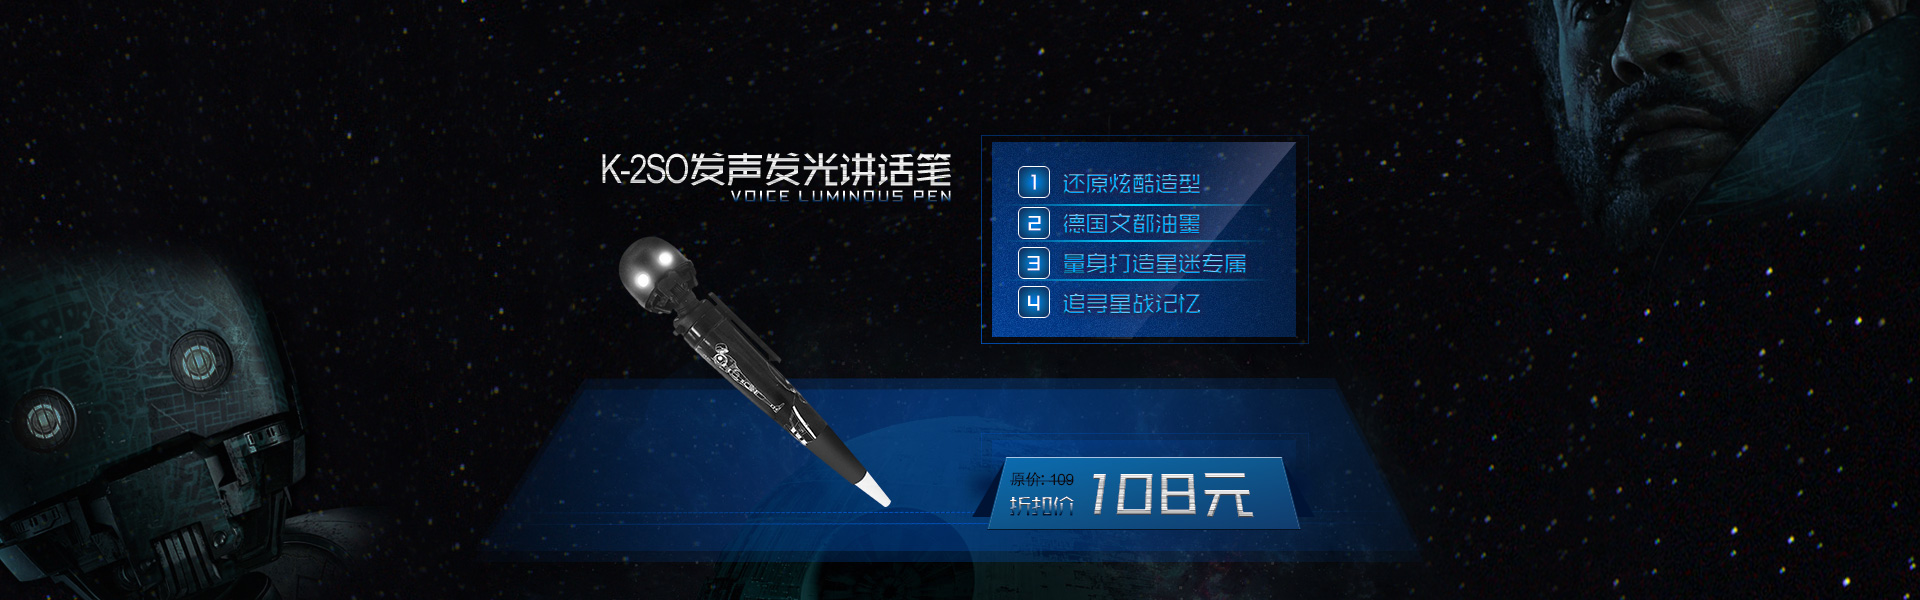 K-2SO发声发光讲话笔
VOICE LUMINOUS PEN
1 还原炫酷造型
2 德国文都油墨
3 量身打造星迷专属
4 追寻星战记忆
原价: 109
折扣价 108元